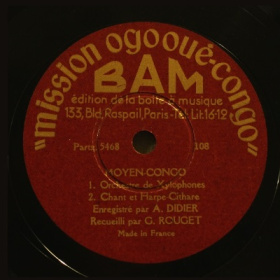 "mission ogooué-congo"
BAM
édition de la boîte à musique
133, Bld, Raspail, Paris-Tel. Lit: 16-12
Part. 5468 108
MOYEN-CONGO
1. Orchestre de Xylophones
2. Chant et Harpe Cithare
Enregistré par A. DIDIER
Recueilli par G. ROUGET
Made in France